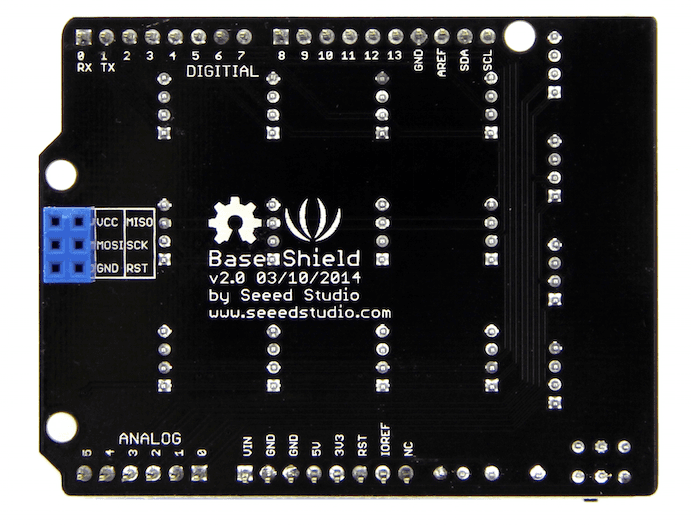 0 1 2 3 4 5 6 7 8 9 10 11 12 13 GND AREF SDA SCL
RX TX
DIGITIAL
VCC MISO
MOSI SCK
GND RST
Base Shield
v2.0 03/10/2014
by Seeed Studio
www.seeedstudio.com
ANALOG
5 4 3 2 1 0 VIN GND GND 5V 3V3 RST IOREF NC